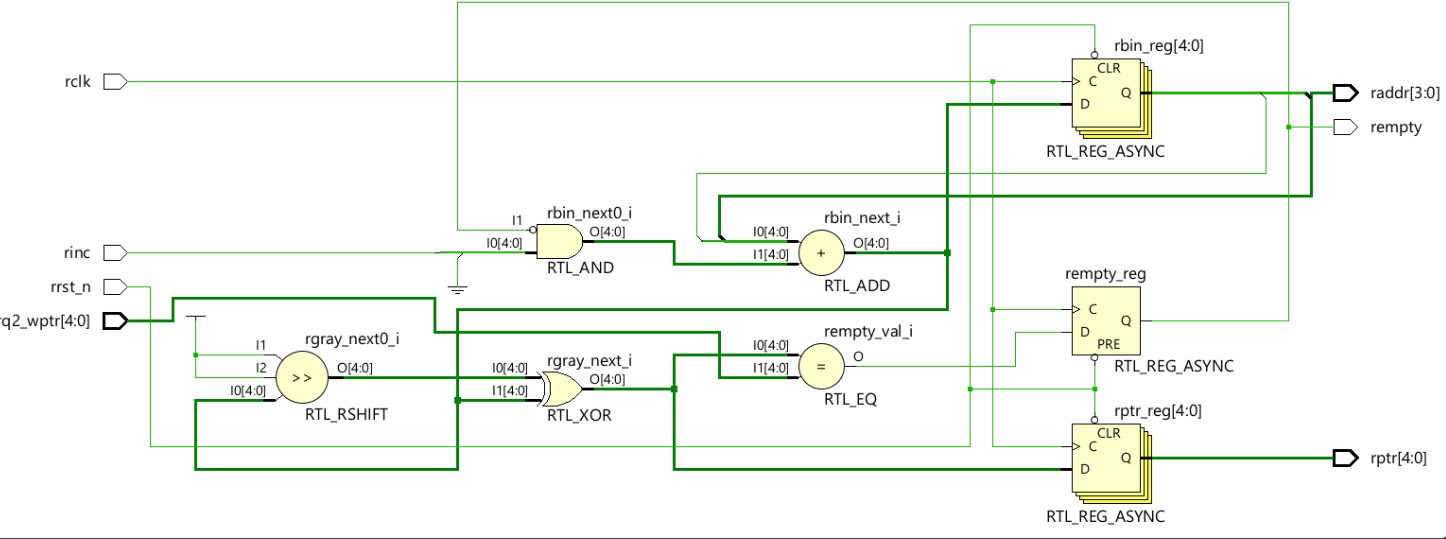 rbin_reg[4:0]
rclk
CLR
C
Q
D
raddr[3:0]
rempty
RTL_REG_ASYNC
rbin_next0_i
I1
I0[4:0]
O[4:0]
RTL_AND
rbin_next_i
I0[4:0]
I1[4:0]
+
O[4:0]
RTL_ADD
rinc
rrst_n
rq2_wptr[4:0]
rempty_reg
C
D
Q
PRE
RTL_REG_ASYNC
rgray_next0_i
I1
I2
I0[4:0]
>>
O[4:0]
RTL_RSHIFT
rgray_next_i
I0[4:0]
I1[4:0]
O[4:0]
RTL_XOR
rempty_val_i
I0[4:0]
I1[4:0]
=
O
RTL_EQ
rptr_reg[4:0]
CLR
C
Q
D
rptr[4:0]
RTL_REG_ASYNC